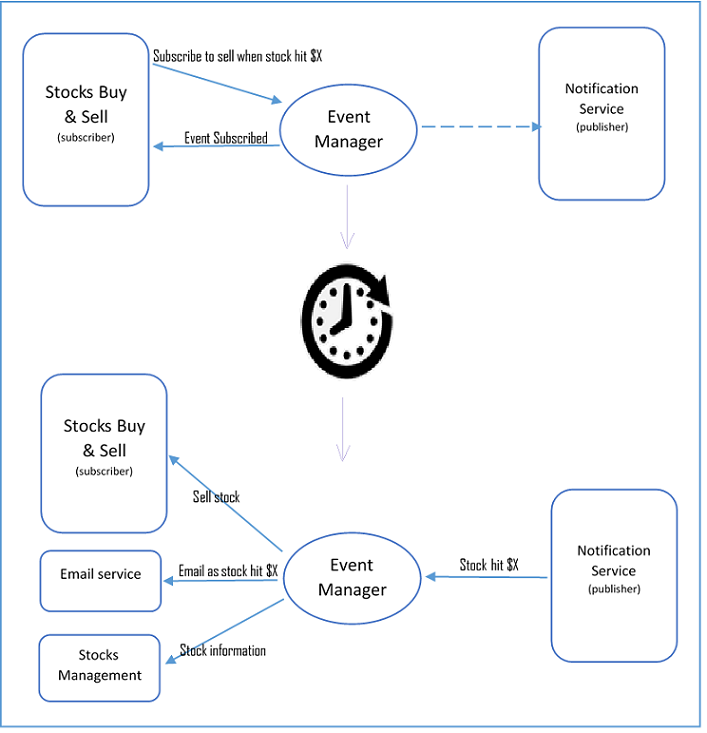 Subscribe to sell when stock hit $X
Stocks Buy
& Sell
(subscriber)
Event
Manager
Event Subscribed
Notification
Service
(publisher)
Stocks Buy
& Sell
(subscriber)
Sell stock
Email service
Email as stock hit $X
Event
Manager
Stock hit $X
Notification
Service
(publisher)
Stocks
Management
Stock information